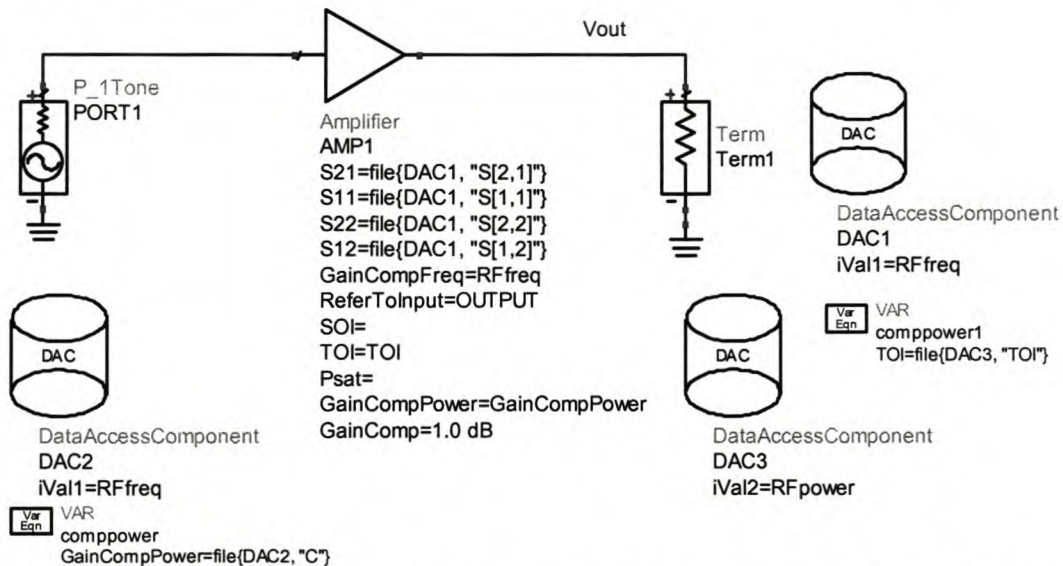 Vout
P_1Tone
PORT1
+
-
Amplifier
AMP1
S21=file{DAC1, "S[2,1]"}
S11=file{DAC1, "S[1,1]"}
S22=file{DAC1, "S[2,2]"}
S12=file{DAC1, "S[1,2]"}
GainCompFreq=RFfreq
ReferToInput=OUTPUT
SOI=
TOI=TOI
Psat=
GainCompPower=GainCompPower
GainComp=1.0 dB
+
-
Term
Term1
DAC
DataAccessComponent
DAC1
iVal1=RFfreq
Var
Eqn
VAR
comppower1
TOI=file{DAC3, "TOI"}
DAC
DataAccessComponent
DAC2
iVal1=RFfreq
Var
Eqn
VAR
comppower
GainCompPower=file{DAC2, "C"}
DAC
DataAccessComponent
DAC3
iVal2=RFpower